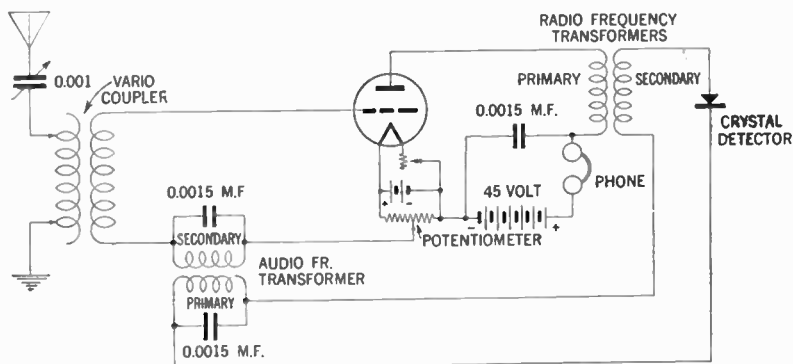 RADIO FREQUENCY
TRANSFORMERS
0.001
VARIO
COUPLER
PRIMARY
SECONDARY
0.0015 M.F.
CRYSTAL
DETECTOR
0.0015 M.F
45 VOLT
PHONE
+
-
-
+
SECONDARY
POTENTIOMETER
AUDIO FR.
TRANSFORMER
PRIMARY
0.0015 M.F.